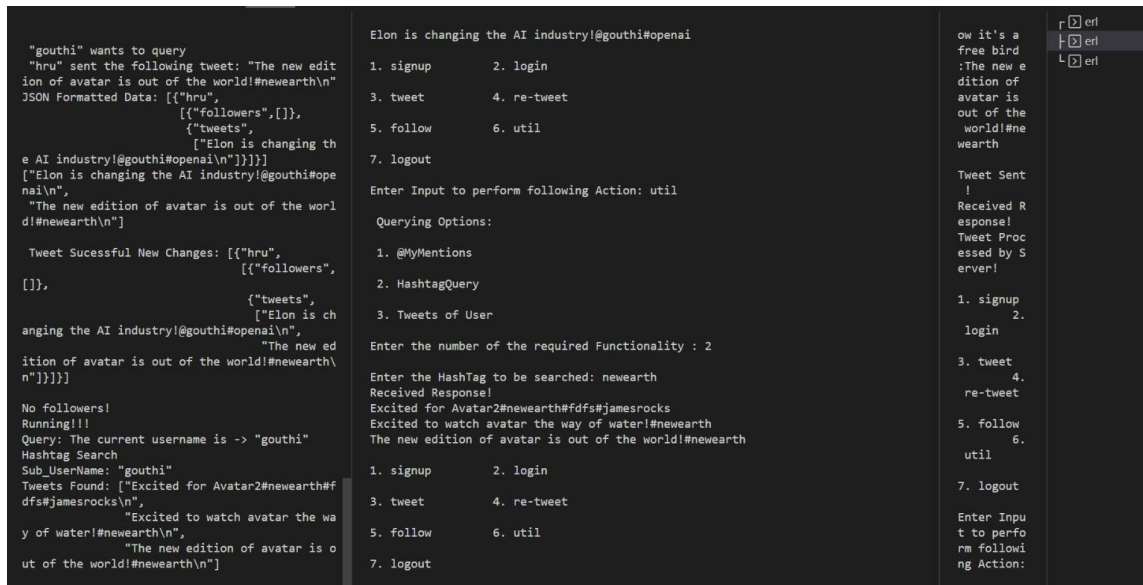 "gouthi" wants to query
"hru" sent the following tweet: "The new edit
ion of avatar is out of the world!#newearth\n"
JSON Formatted Data: [{"hru",
[{"followers",[]},
{"tweets",
["Elon is changing th
e AI industry!@gouthi#openai\n"]}]}]
["Elon is changing the AI industry!@gouthi#ope
nai\n",
"The new edition of avatar is out of the worl
d!#newearth\n"]
Tweet Sucessful New Changes: [{"hru",
[{"followers",
[]},
{"tweets",
["Elon is ch
anging the AI industry!@gouthi#openai\n",
"The new ed
ition of avatar is out of the world!#newearth\
n"]}]}]
No followers!
Running!!!
Query: The current username is -> "gouthi"
Hashtag Search
Sub_UserName: "gouthi"
Tweets Found: ["Excited for Avatar2#newearth#f
dfs#jamesrocks\n",
"Excited to watch avatar the wa
y of water!#newearth\n",
"The new edition of avatar is o
ut of the world!#newearth\n"]
Elon is changing the AI industry!@gouthi#openai
1. signup 2. login
3. tweet 4. re-tweet
5. follow 6. util
7. logout
Enter Input to perform following Action: util
Querying Options:
1. @MyMentions
2. HashtagQuery
3. Tweets of User
Enter the number of the required Functionality : 2
Enter the HashTag to be searched: newearth
Received Response!
Excited for Avatar2#newearth#fdfs#jamesrocks
Excited to watch avatar the way of water!#newearth
The new edition of avatar is out of the world!#newearth
1. signup 2. login
3. tweet 4. re-tweet
5. follow 6. util
7. logout
ow it's a
free bird
:The new e
dition of
avatar is
out of the
world!#ne
wearth
Tweet Sent
!
Received R
esponse!
Tweet Proc
essed by S
erver!
1. signup
2.
login
3. tweet
4.
re-tweet
5. follow
6.
util
7. logout
Enter Inpu
t to perfo
rm followi
ng Action:
erl
erl
erl